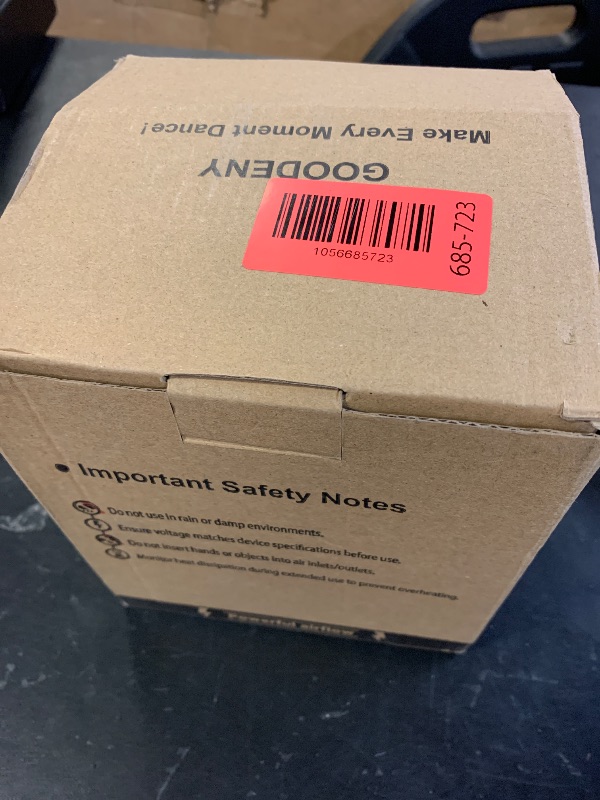 Make Every Moment Dance!
GOODENY
1056685723
685-723
• Important Safety Notes
Do not use in rain or damp environments.
Ensure voltage matches device specifications before use.
Do not insert hands or objects into air inlets/outlets.
Monitor heat dissipation during extended use to prevent overheating.
Powerful airflow